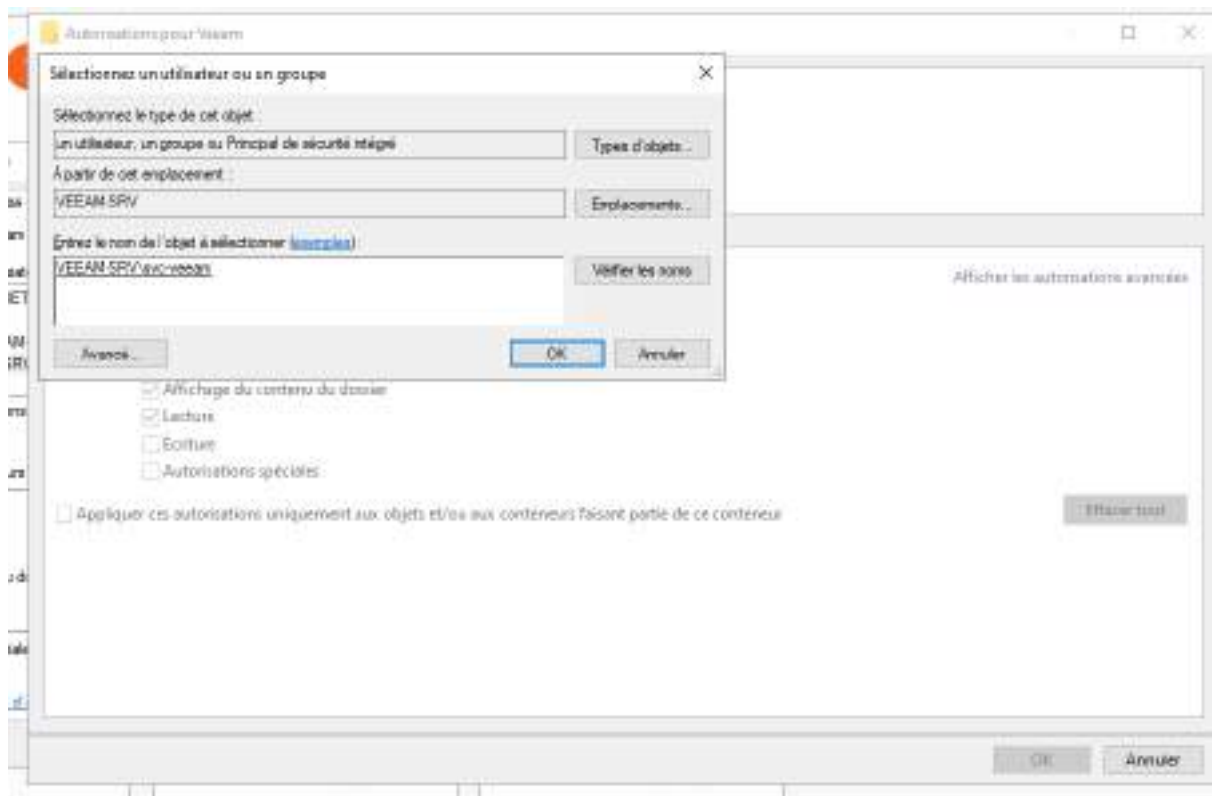 Autorisations pour Veeam
Sélectionnez un utilisateur ou un groupe
Sélectionnez le type de cet objet :
un utilisateur, un groupe ou Principal de sécurité intégré
Types d'objets...
À partir de cet emplacement :
VEEAM-SRV
Emplacements...
Entrez le nom de l'objet à sélectionner (exemples) :
VEEAM-SRV\svc-veeam
Vérifier les noms
Afficher les autorisations avancées
Avancé...
OK
Annuler
Affichage du contenu du dossier
Lecture
Écriture
Autorisations spéciales
Appliquer ces autorisations uniquement aux objets et/ou aux conteneurs faisant partie de ce conteneur
Effacer tout
OK
Annuler